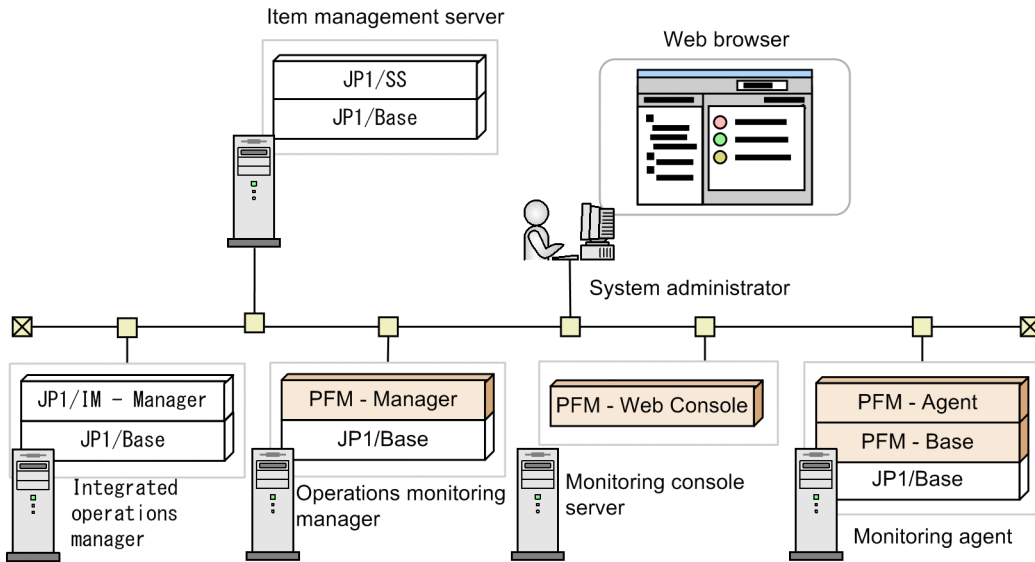 Item management server
JP1/SS
JP1/Base
Web browser
System administrator
JP1/IM - Manager
JP1/Base
Integrated
operations
manager
PFM - Manager
JP1/Base
Operations monitoring
manager
PFM - Web Console
Monitoring console
server
PFM - Agent
PFM - Base
JP1/Base
Monitoring agent